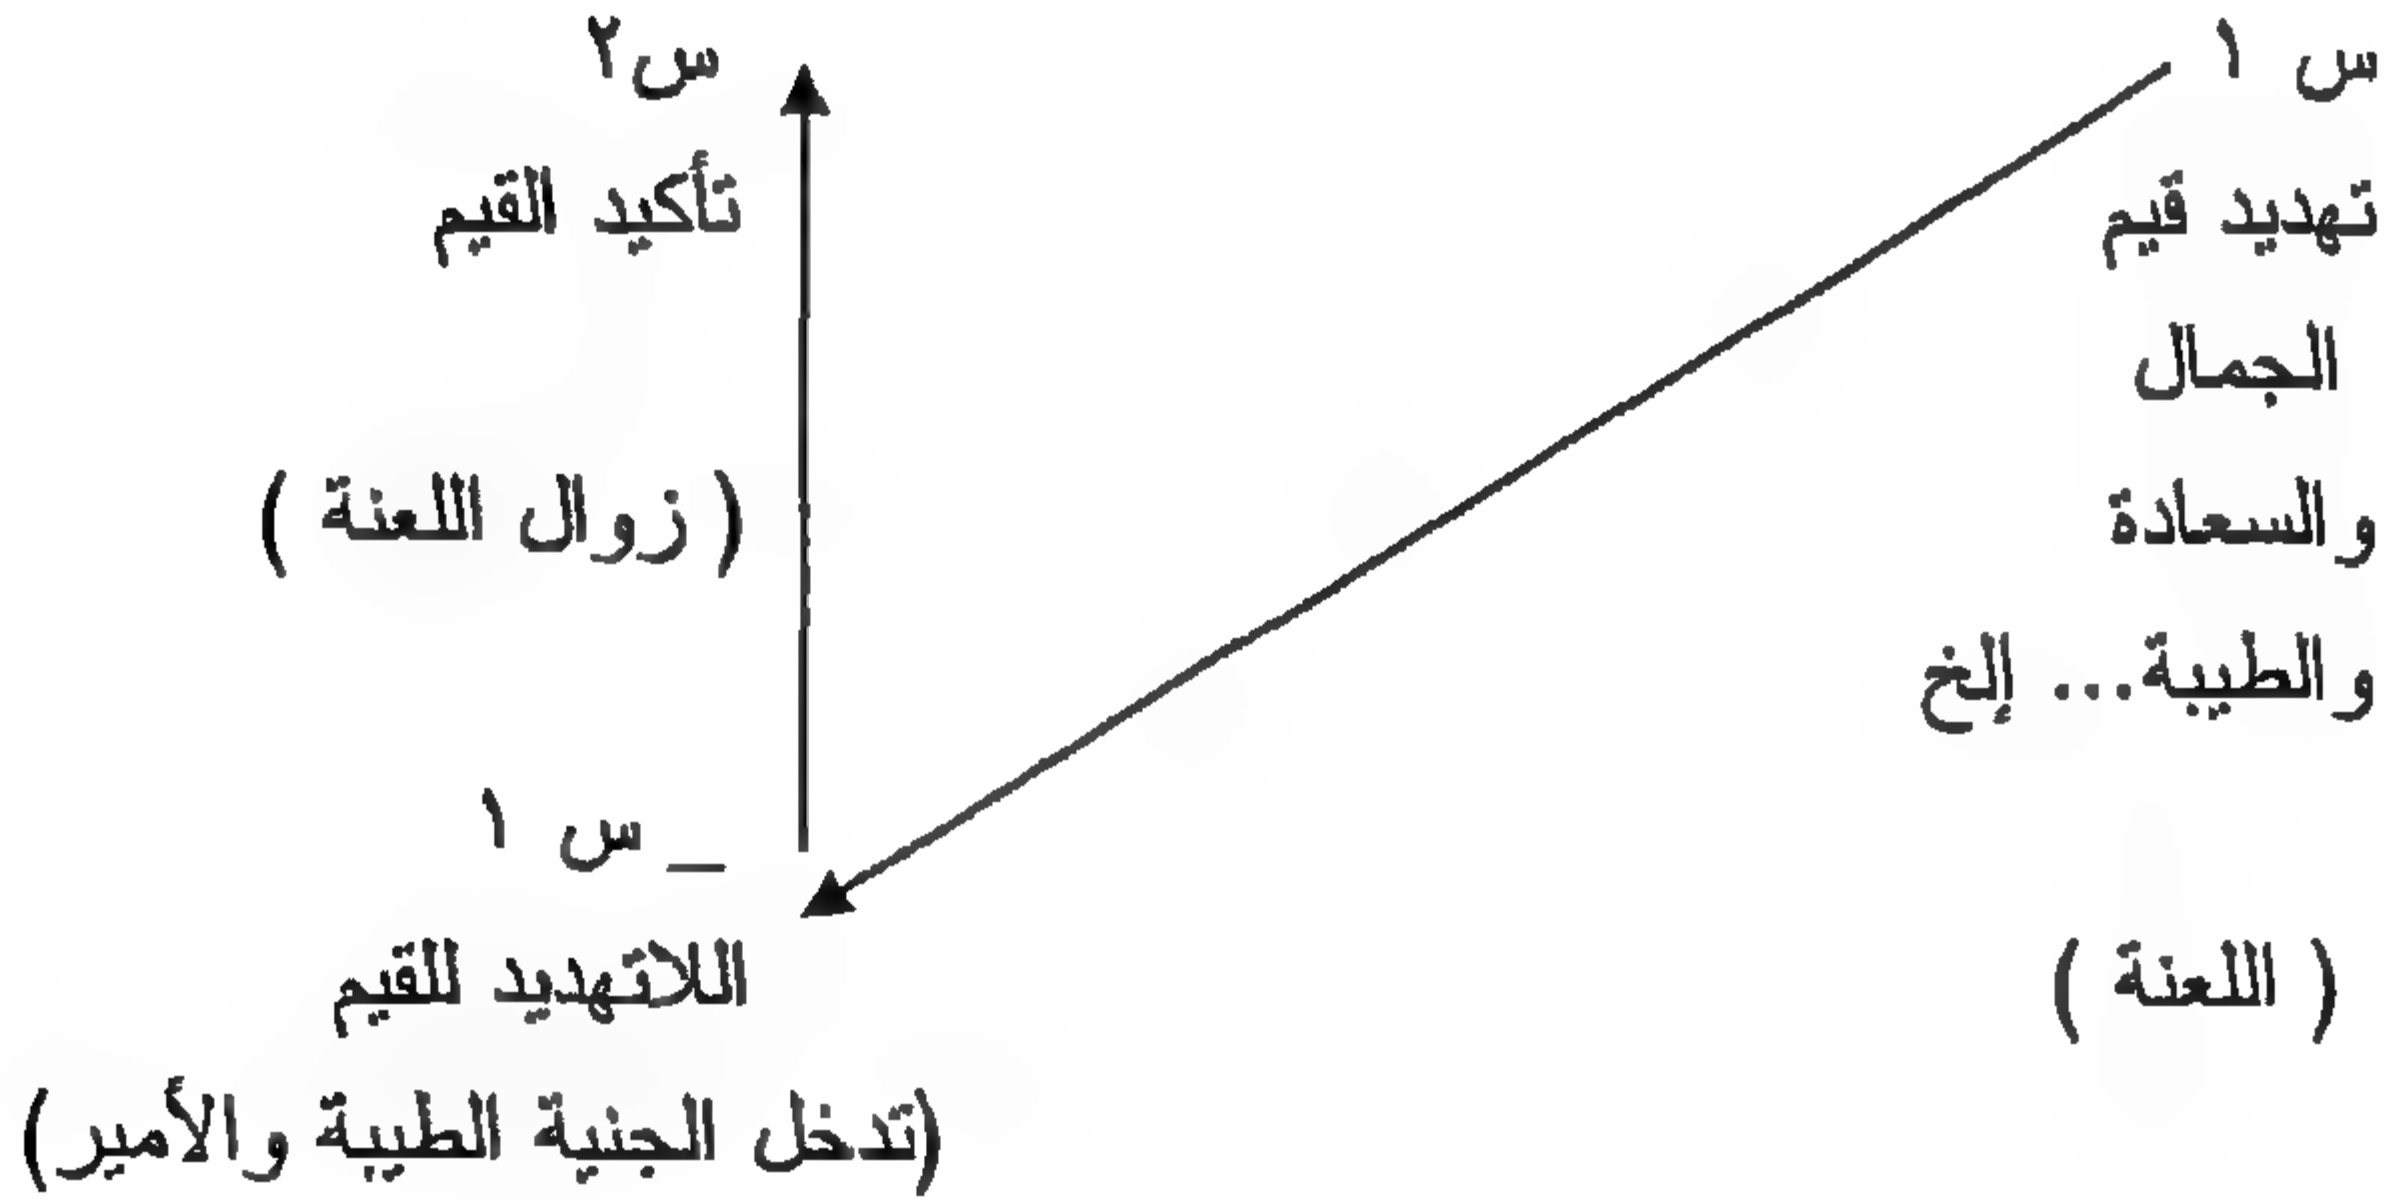 س ١
تهديد قيم
الجمال
والسعادة
والطيبة... إلخ
( اللعنة )
س٢
تأكيد القيم
( زوال اللعنة )
_ س ١
اللاتهديد للقيم
(تدخل الجنية الطيبة والأمير)